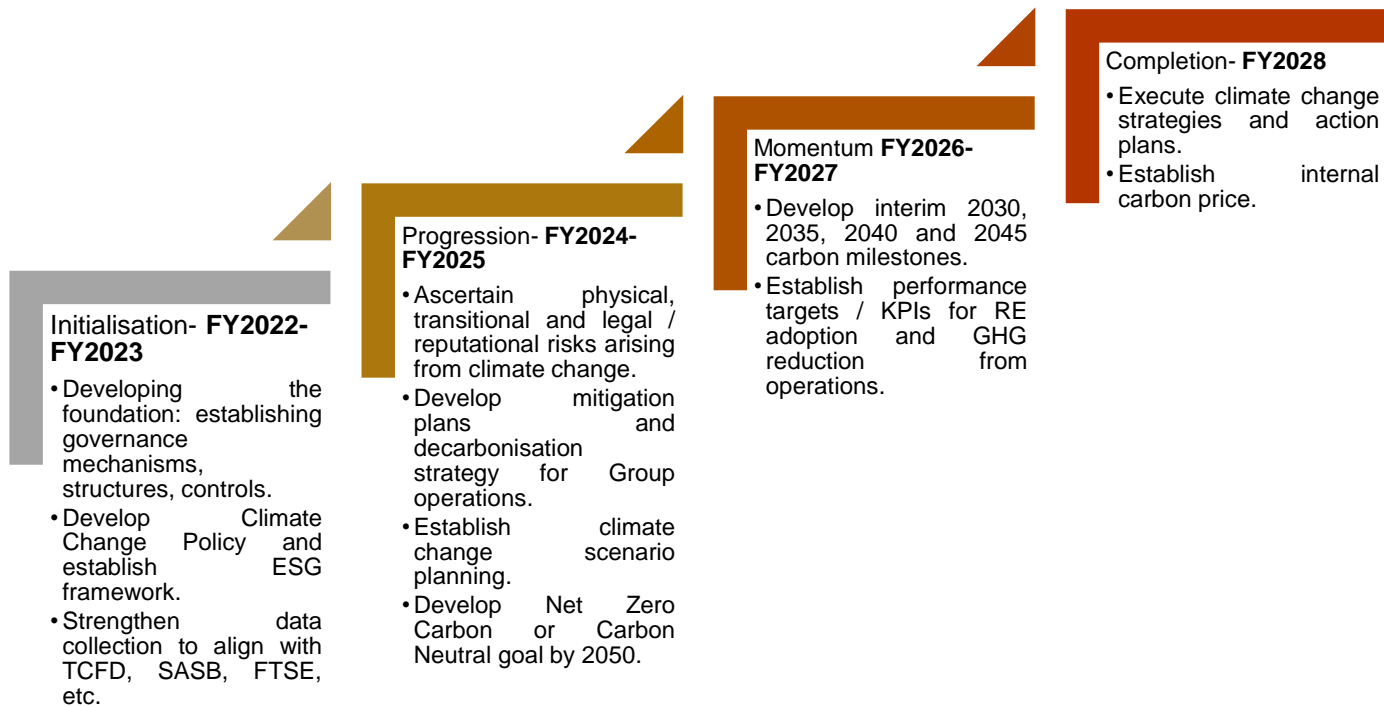 Initialisation- FY2022-
FY2023
•Developing the
foundation: establishing
governance
mechanisms,
structures, controls.
•Develop Climate
Change Policy and
establish ESG
framework.
•Strengthen data
collection to align with
TCFD, SASB, FTSE,
etc.
Progression- FY2024-
FY2025
•Ascertain physical,
transitional and legal /
reputational risks arising
from climate change.
•Develop mitigation
plans and
decarbonisation
strategy for Group
operations.
•Establish climate
change scenario
planning.
•Develop Net Zero
Carbon or Carbon
Neutral goal by 2050.
Momentum FY2026-
FY2027
•Develop interim 2030,
2035, 2040 and 2045
carbon milestones.
•Establish performance
targets / KPIs for RE
adoption and GHG
reduction from
operations.
Completion- FY2028
•Execute climate change
strategies and action
plans.
•Establish internal
carbon price.